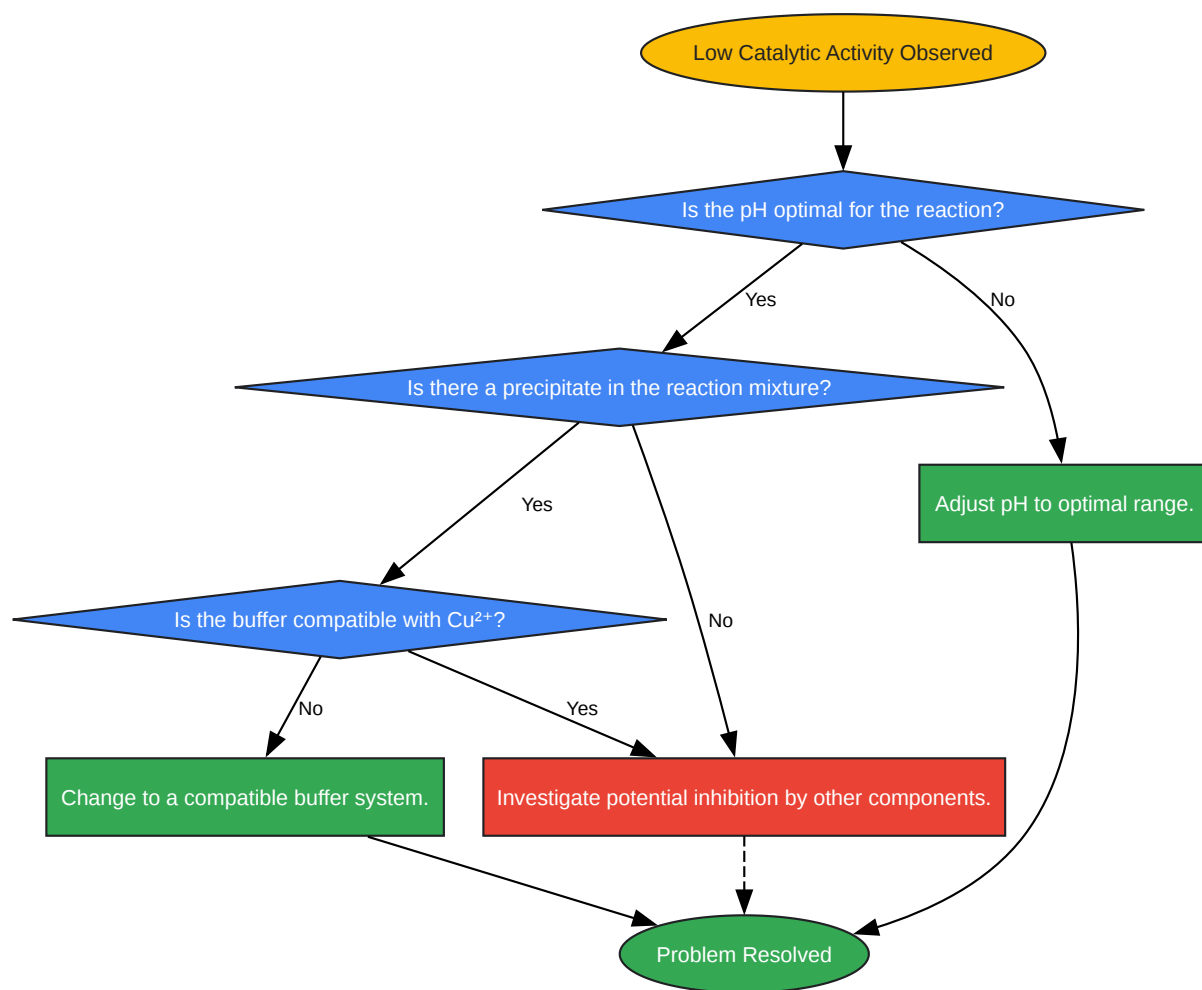 Low Catalytic Activity Observed
Is the pH optimal for the reaction?
Yes
No
Is there a precipitate in the reaction mixture?
Adjust pH to optimal range.
Yes
Is the buffer compatible with Cu²⁺?
No
No
Yes
Change to a compatible buffer system.
Investigate potential inhibition by other components.
Problem Resolved